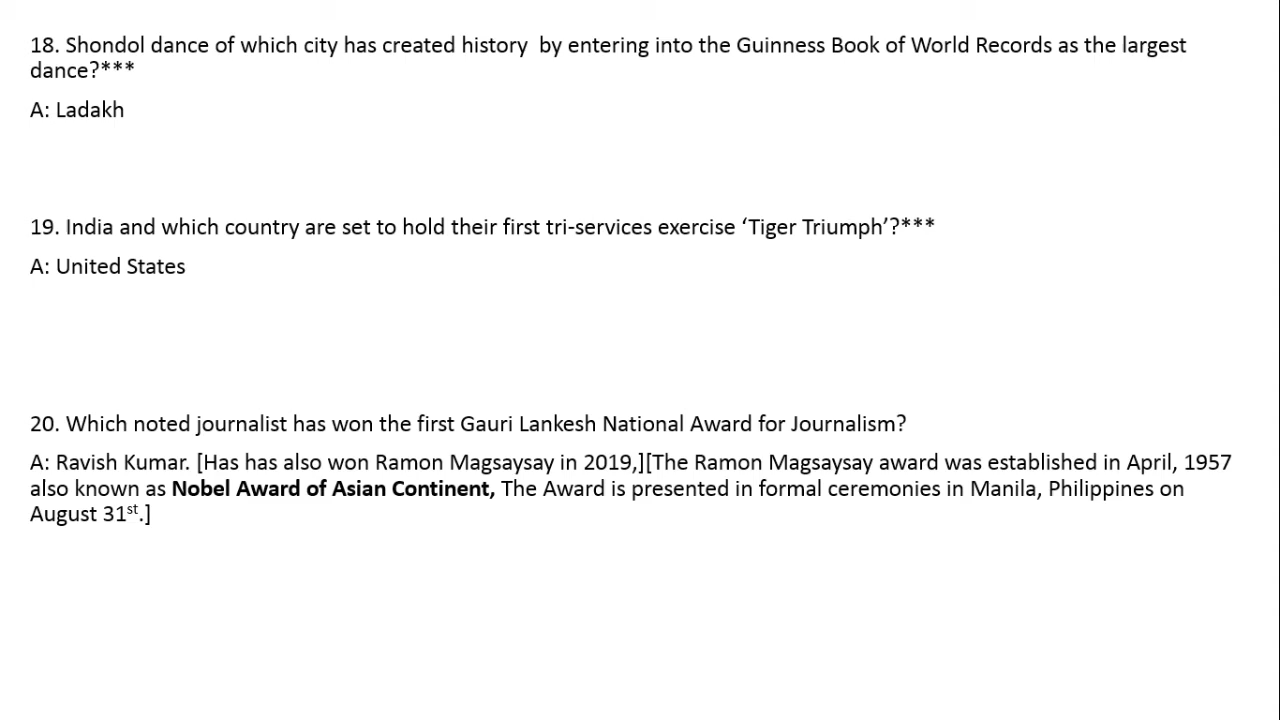 18. Shondol dance of which city has created history  by entering into the Guinness Book of World Records as the largest
dance?***
A: Ladakh
19. India and which country are set to hold their first tri-services exercise ‘Tiger Triumph’?***
A: United States
20. Which noted journalist has won the first Gauri Lankesh National Award for Journalism?
A: Ravish Kumar. [Has has also won Ramon Magsaysay in 2019,][The Ramon Magsaysay award was established in April, 1957
also known as Nobel Award of Asian Continent, The Award is presented in formal ceremonies in Manila, Philippines on
August 31st.]